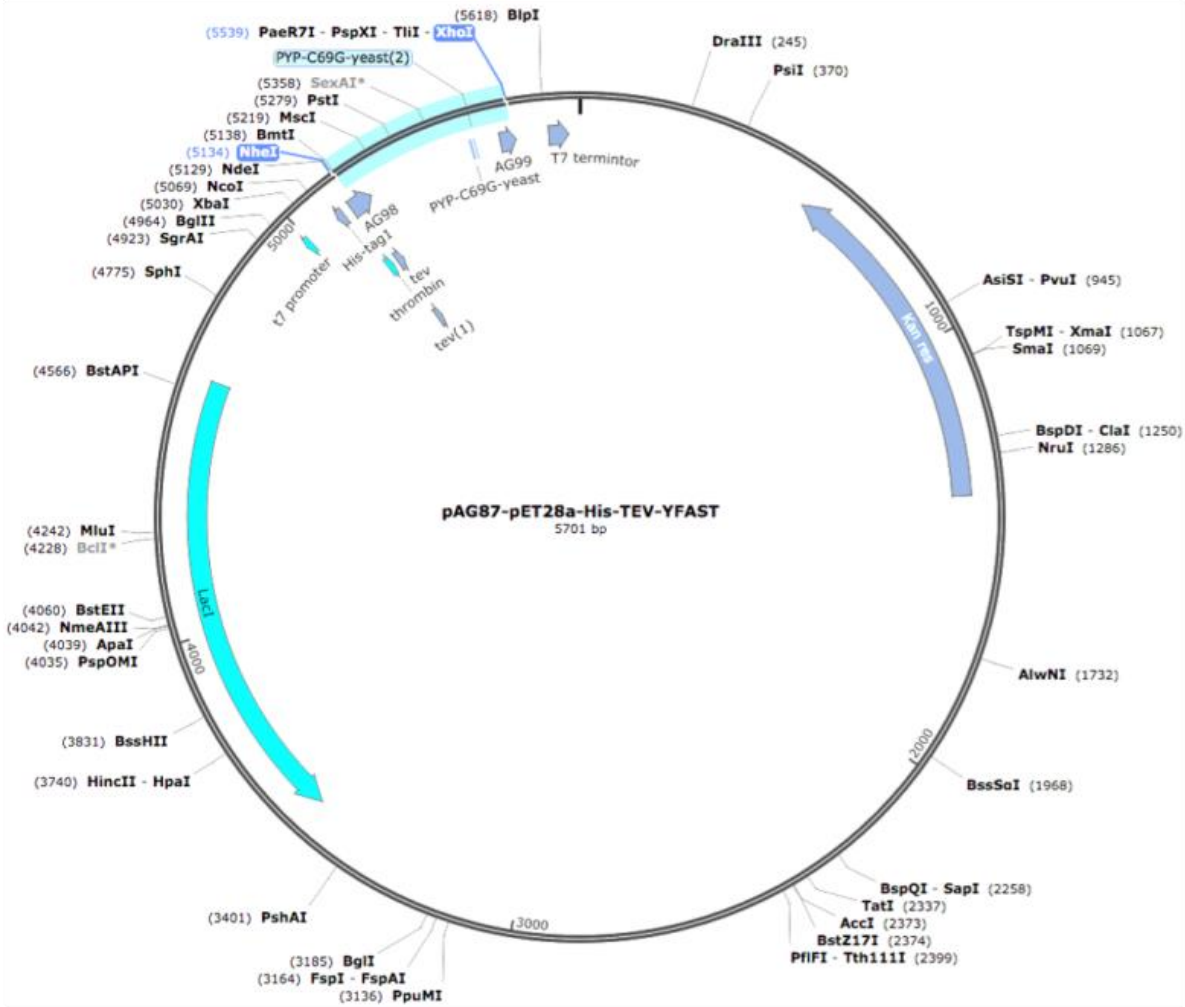 (5618) BlpI
(5539) PaeR7I - PspXI - TliI - XhoI
PYP-C69G-yeast(2)
(5358) SexAI*
(5279) PstI
(5219) MscI
(5138) BmtI
(5134) NheI
(5129) NdeI
(5069) NcoI
(5030) XbaI
(4964) BglII
(4923) SgrAI
(4775) SphI
(4566) BstAPI
(4242) MluI
(4228) BclI*
(4060) BstEII
(4042) NmeAIII
(4039) ApaI
(4035) PspOMI
(3831) BssHII
(3740) HincII - HpaI
(3401) PshAI
(3185) BglI
(3164) FspI - FspAI
(3136) PpuMI
DraIII (245)
PsiI (370)
AsiSI - PvuI (945)
TspMI - XmaI (1067)
SmaI (1069)
BspDI - ClaI (1250)
NruI (1286)
AlwNI (1732)
BssSαI (1968)
BspQI - SapI (2258)
TatI (2337)
AccI (2373)
BstZ17I (2374)
PflFI - Tth111I (2399)
T7 termintor
AG99
PYP-C69G-yeast
AG98
His-tag1
t7 promoter
tev
thrombin
tev(1)
Kan res
LacI
1000
2000
3000
4000
5000
pAG87-pET28a-His-TEV-YFAST
5701 bp